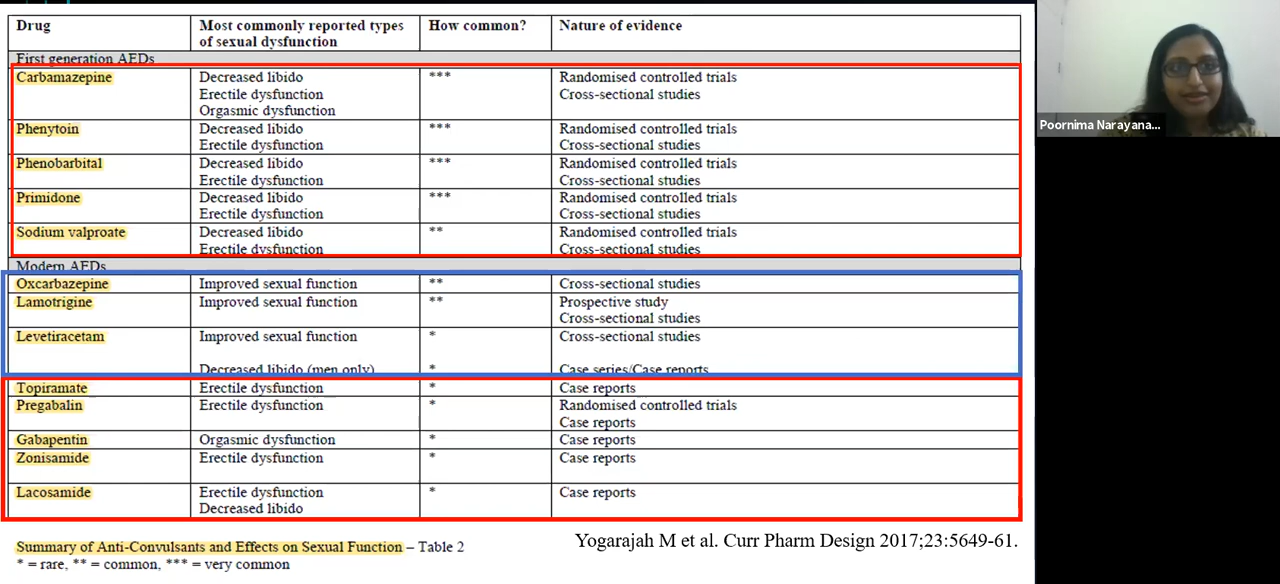 Drug Most commonly reported types of sexual dysfunction How common? Nature of evidence
First generation AEDs
Carbamazepine Decreased libido *** Randomised controlled trials
Erectile dysfunction Cross-sectional studies
Orgasmic dysfunction
Phenytoin Decreased libido *** Randomised controlled trials
Erectile dysfunction Cross-sectional studies
Phenobarbital Decreased libido *** Randomised controlled trials
Erectile dysfunction Cross-sectional studies
Primidone Decreased libido *** Randomised controlled trials
Erectile dysfunction Cross-sectional studies
Sodium valproate Decreased libido ** Randomised controlled trials
Erectile dysfunction Cross-sectional studies
Modern AEDs
Oxcarbazepine Improved sexual function ** Cross-sectional studies
Lamotrigine Improved sexual function ** Prospective study
Cross-sectional studies
Levetiracetam Improved sexual function * Cross-sectional studies
Decreased libido (men only) * Case series/Case reports
Topiramate Erectile dysfunction * Case reports
Pregabalin Erectile dysfunction * Randomised controlled trials
Case reports
Gabapentin Orgasmic dysfunction * Case reports
Zonisamide Erectile dysfunction * Case reports
Lacosamide Erectile dysfunction * Case reports
Decreased libido
Summary of Anti-Convulsants and Effects on Sexual Function – Table 2
* = rare, ** = common, *** = very common
Yogarajah M et al. Curr Pharm Design 2017;23:5649-61.
Poornima Narayana...